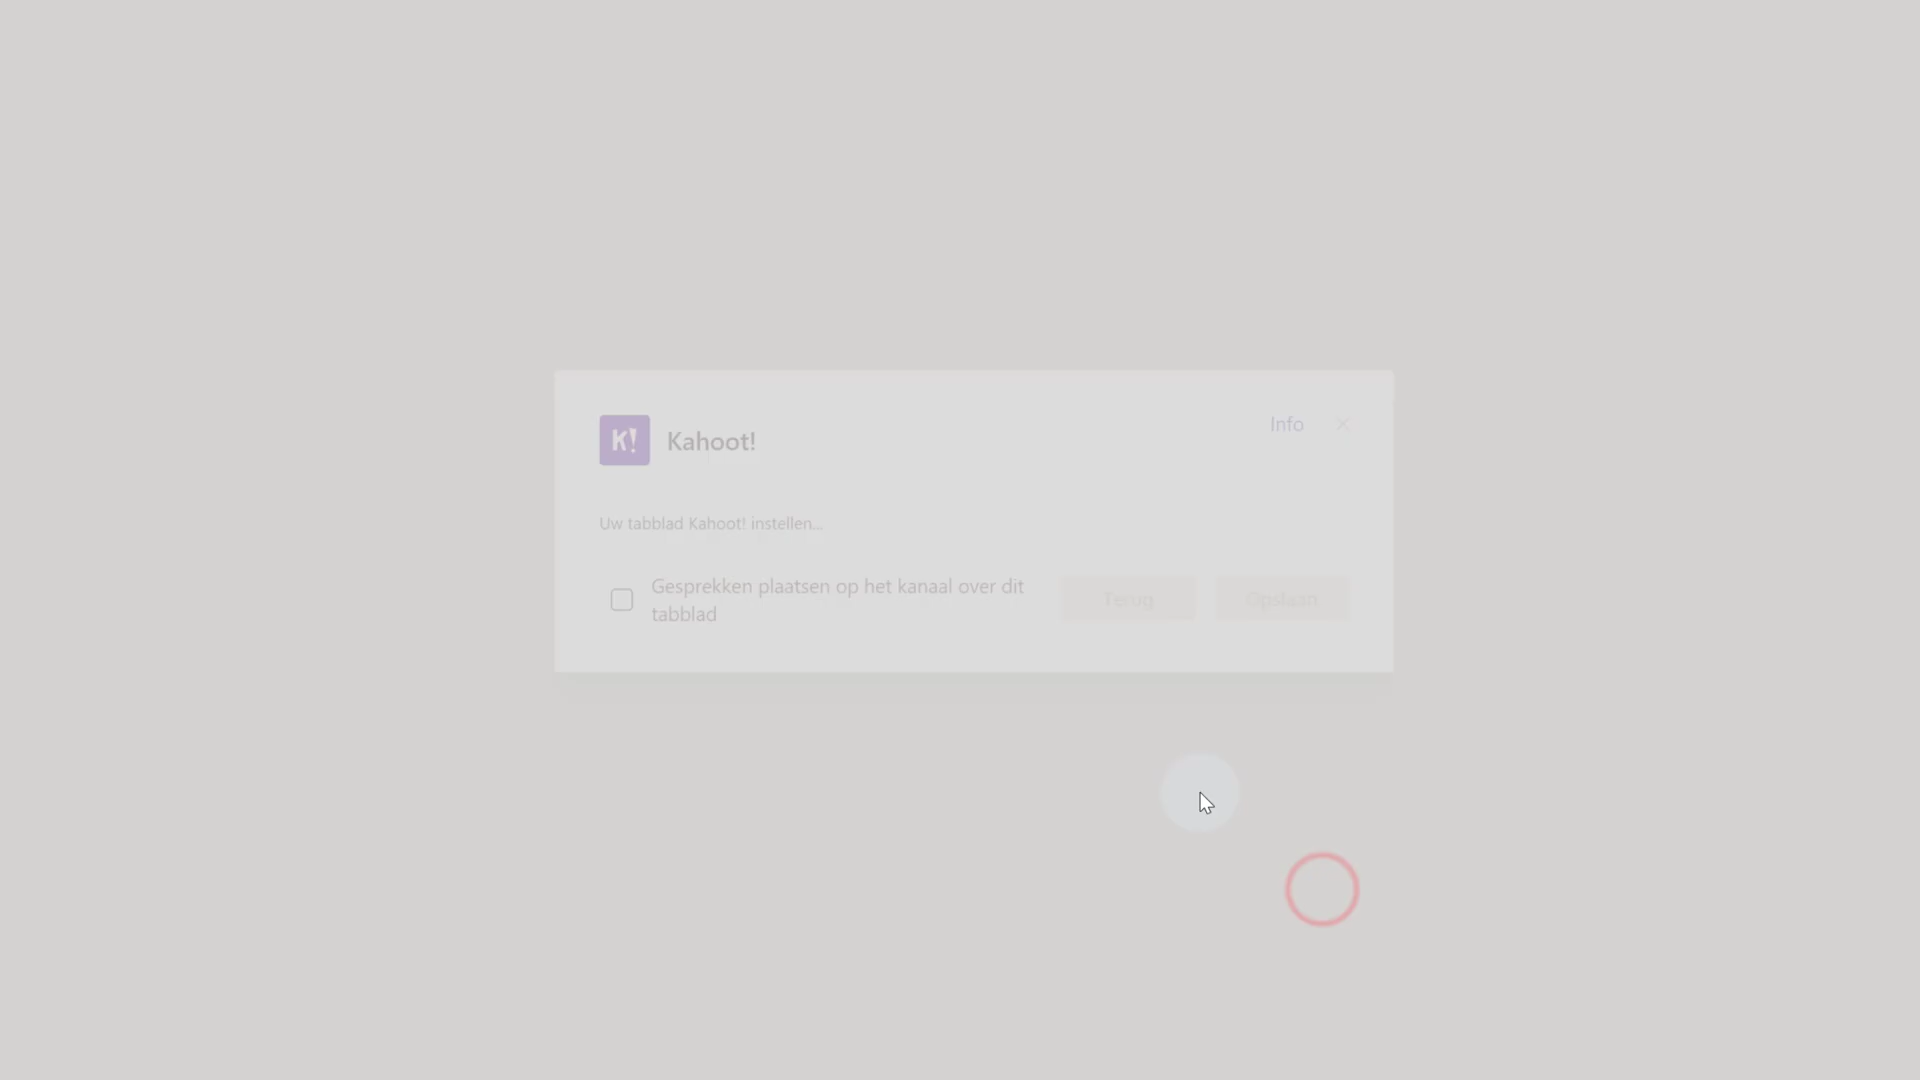 K!
Kahoot!
Info
Uw tabblad Kahoot! instellen...
Gesprekken plaatsen op het kanaal over dit
tabblad
Terug
Opslaan